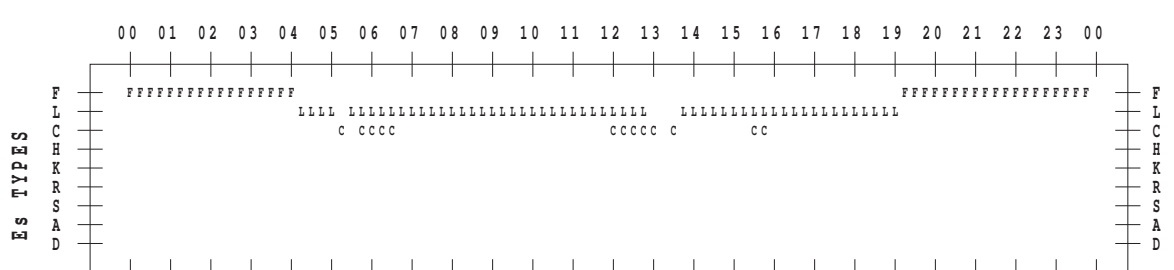 00 01 02 03 04 05 06 07 08 09 10 11 12 13 14 15 16 17 18 19 20 21 22 23 00
F FFFFFFFFFFFFFFFFF FFFFFFFFFFFFFFFFFFF F
L LLLL LLLLLLLLLLLLLLLLLLLLLLLLLLLLLL LLLLLLLLLLLLLLLLLLLLLL L
C C CCCC CCCCC C CC C
H H
K K
R R
S S
A A
D D
Es TYPES